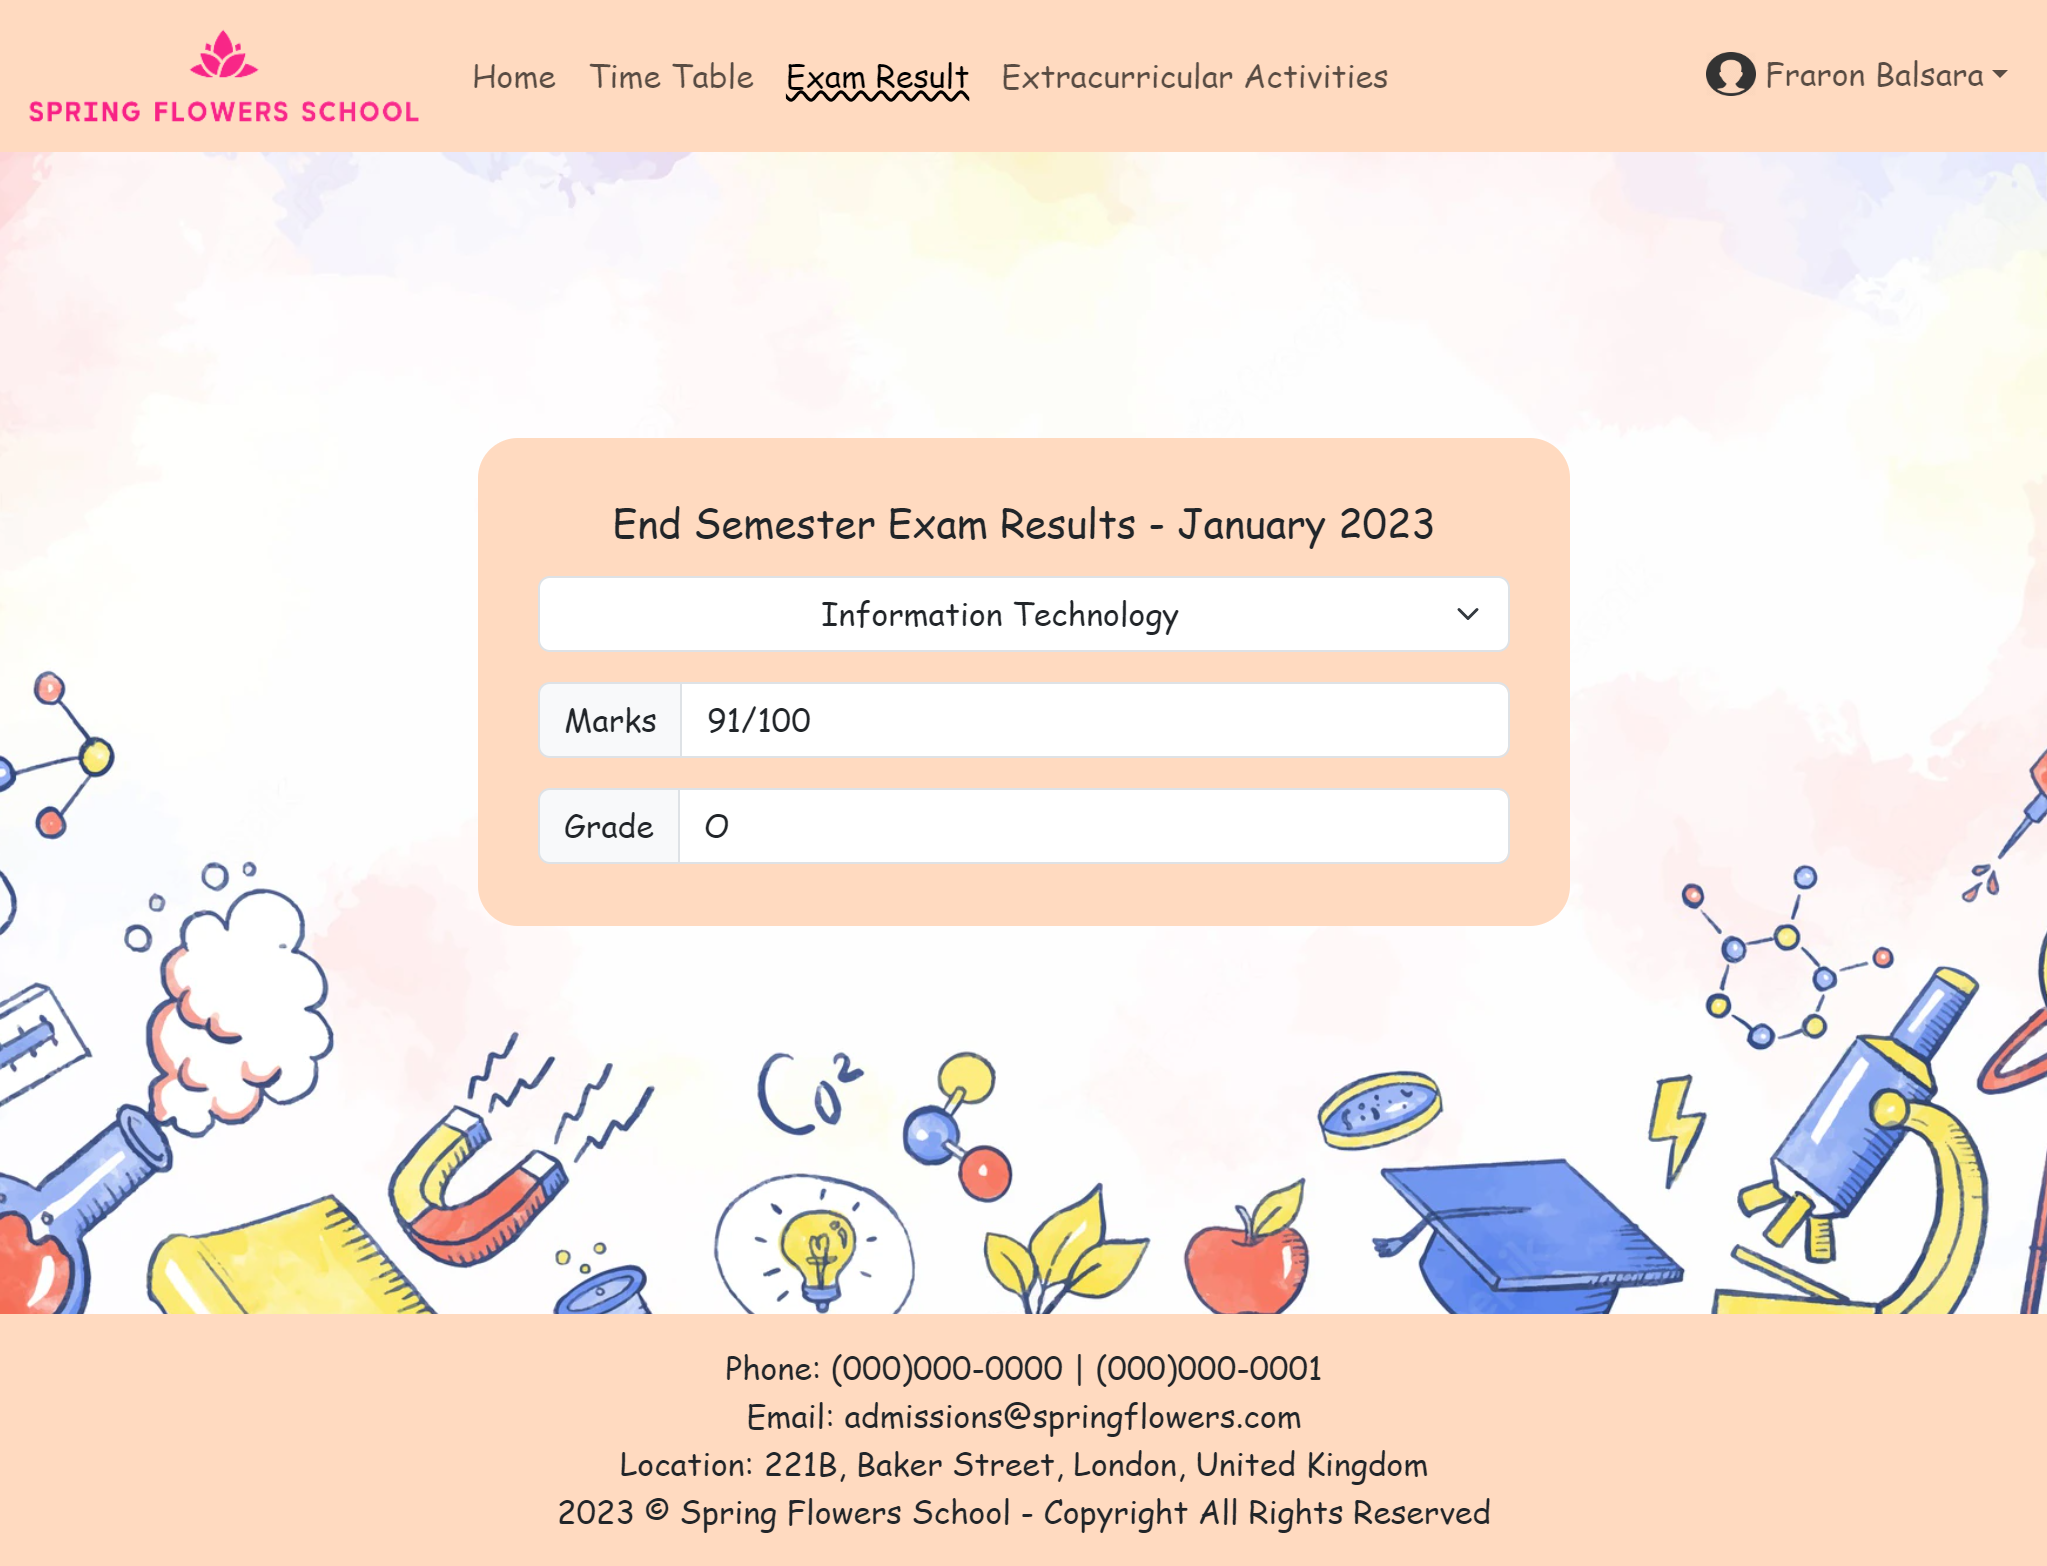 SPRING FLOWERS SCHOOL
Home Time Table Exam Result Extracurricular Activities Fraron Balsara
End Semester Exam Results - January 2023
Information Technology
Marks 91/100
Grade O
Co²
Phone: (000)000-0000 | (000)000-0001
Email: admissions@springflowers.com
Location: 221B, Baker Street, London, United Kingdom
2023 © Spring Flowers School - Copyright All Rights Reserved